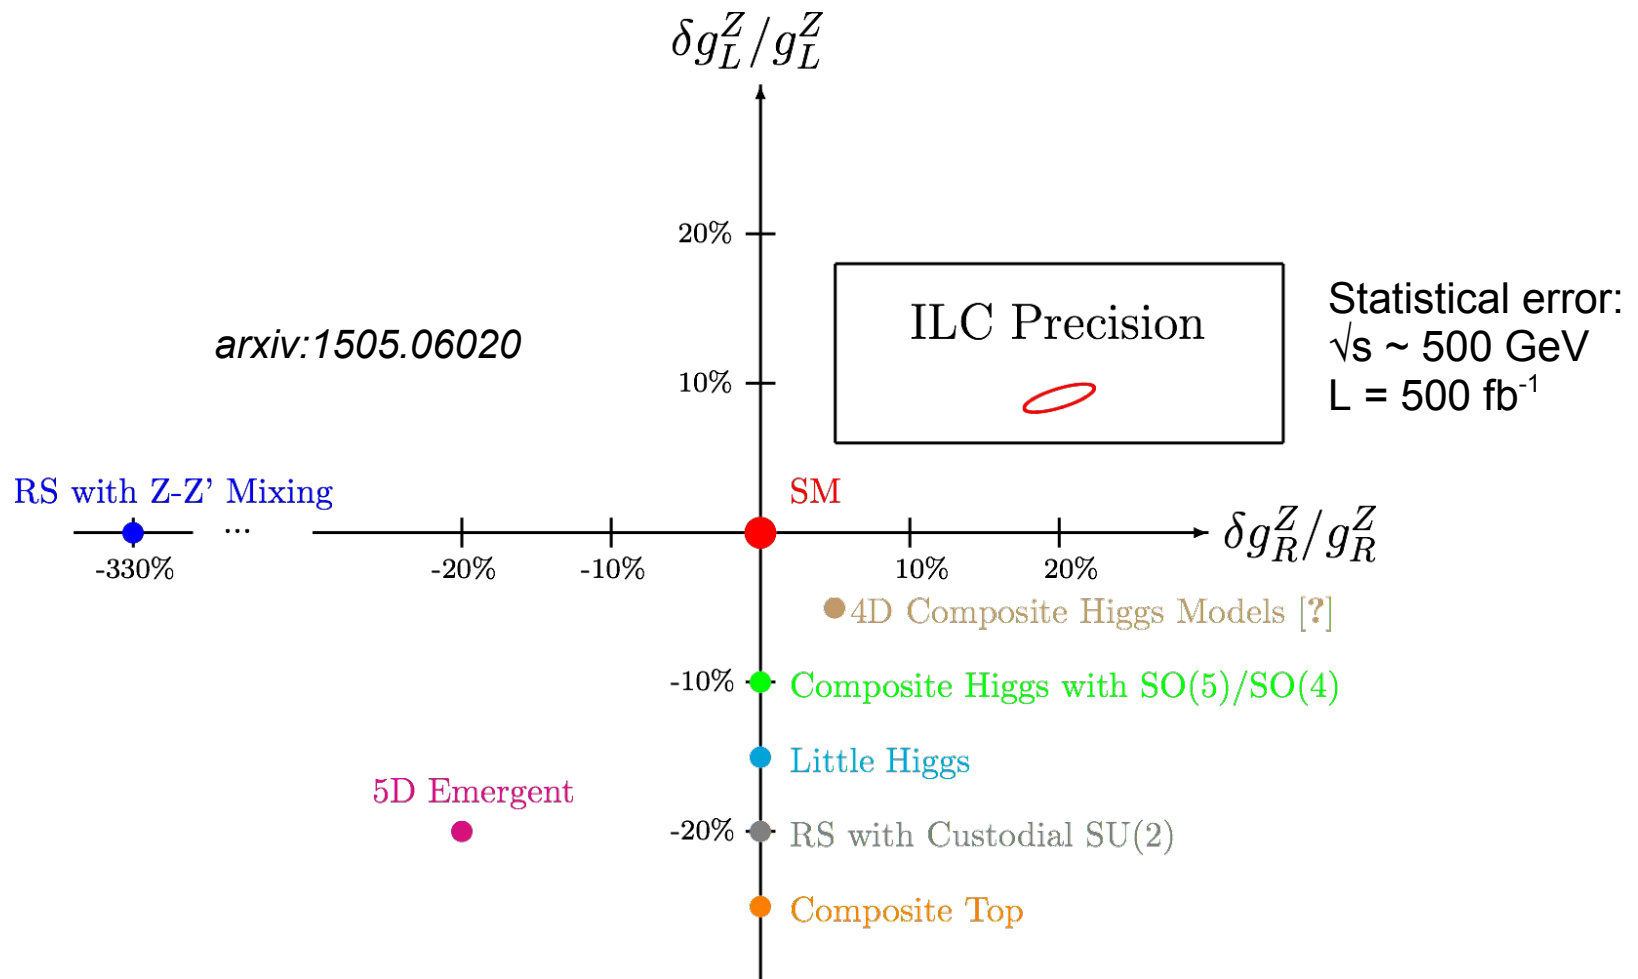 δg_L^Z/g_L^Z
20%
ILC Precision
Statistical error:
√s ~ 500 GeV
L = 500 fb⁻¹
arxiv:1505.06020
10%
RS with Z-Z' Mixing
SM
...
δg_R^Z/g_R^Z
-330%
-20%
-10%
10%
20%
4D Composite Higgs Models [?]
-10%
Composite Higgs with SO(5)/SO(4)
Little Higgs
5D Emergent
-20%
RS with Custodial SU(2)
Composite Top